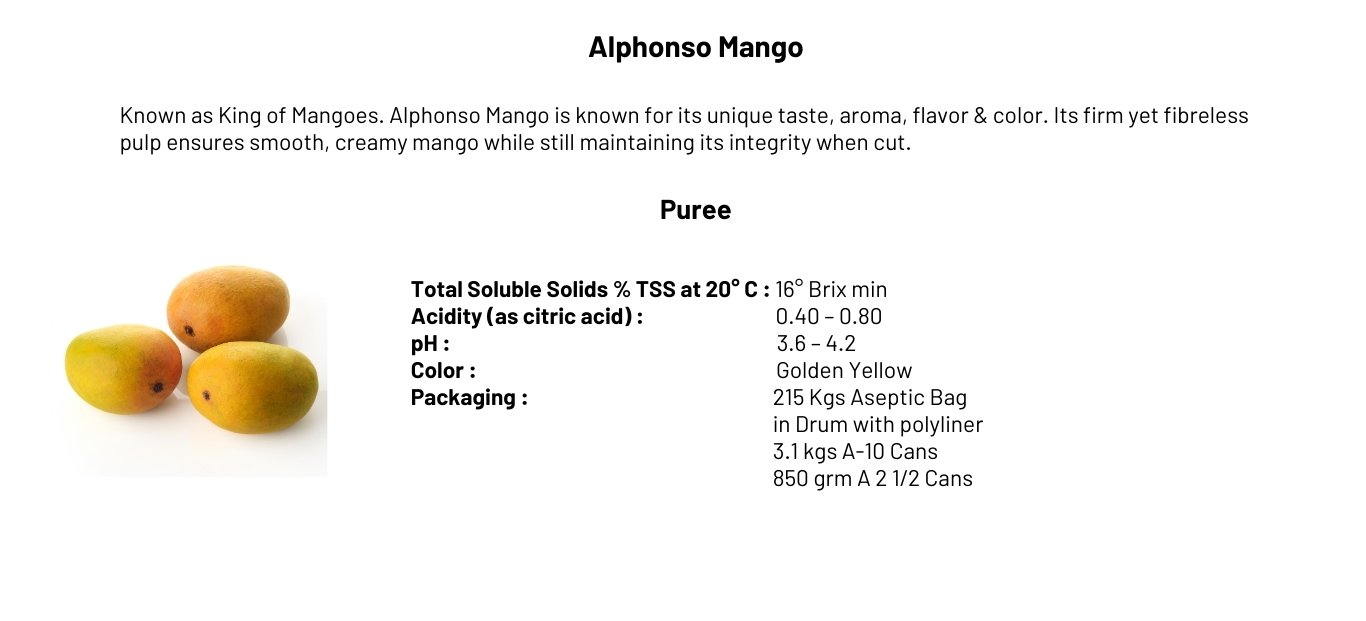 Alphonso Mango
Known as King of Mangoes. Alphonso Mango is known for its unique taste, aroma, flavor & color. Its firm yet fibreless
pulp ensures smooth, creamy mango while still maintaining its integrity when cut.
Puree
Total Soluble Solids % TSS at 20° C : 16° Brix min
Acidity (as citric acid) : 0.40 – 0.80
pH : 3.6 – 4.2
Color : Golden Yellow
Packaging : 215 Kgs Aseptic Bag
in Drum with polyliner
3.1 kgs A-10 Cans
850 grm A 2 1/2 Cans